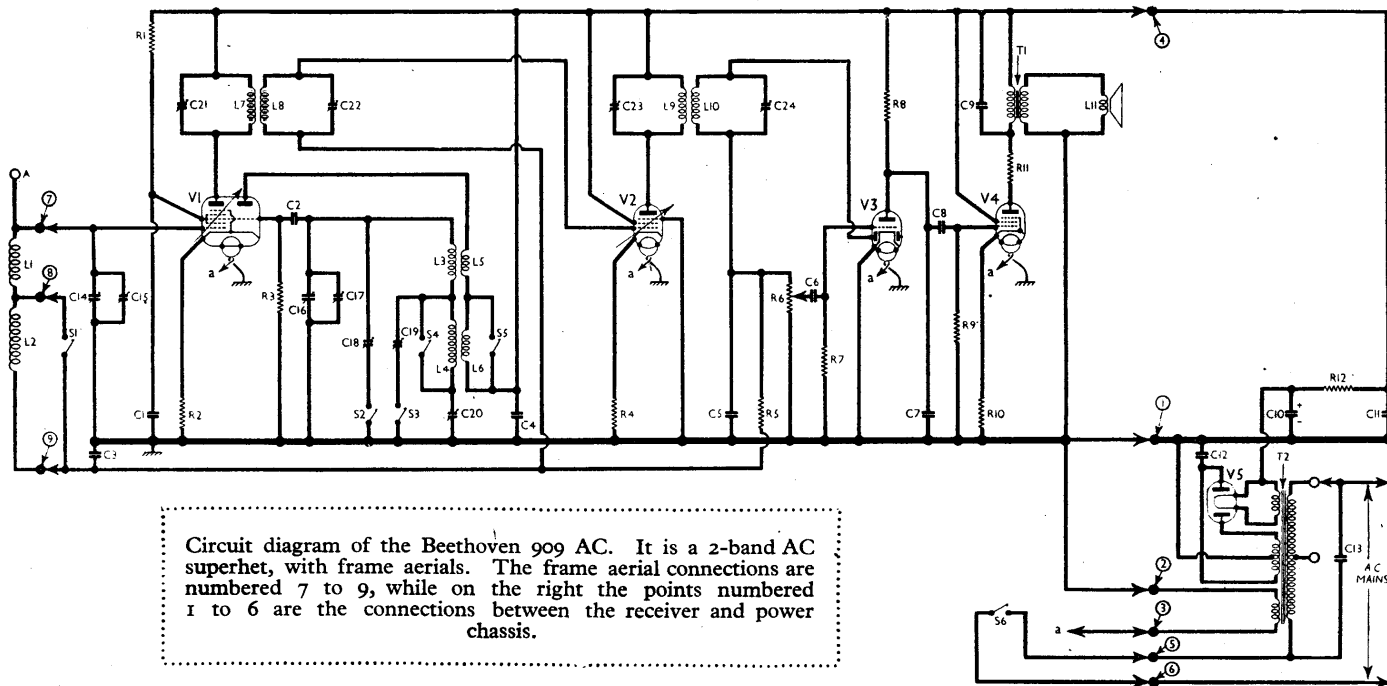 R1
C21
L7
L8
C22
C23
L9
L10
C24
R8
C9
T1
L11
4
A
7
V1
C2
V2
V3
C8
V4
R11
a
a
a
a
L1
8
C14
C15
L2
S1
R3
C16
C17
L3
L5
C18
C19
S4
L4
L6
S5
R6
C6
R7
R9
C1
R2
S2
S3
C20
C4
R4
C5
R5
C7
R10
R12
C10
+
-
C11
9
C3
1
C12
T2
V5
C13
A C
MAINS
2
3
a
S6
5
6
Circuit diagram of the Beethoven 909 AC. It is a 2-band AC
superhet, with frame aerials. The frame aerial connections are
numbered 7 to 9, while on the right the points numbered
1 to 6 are the connections between the receiver and power
chassis.